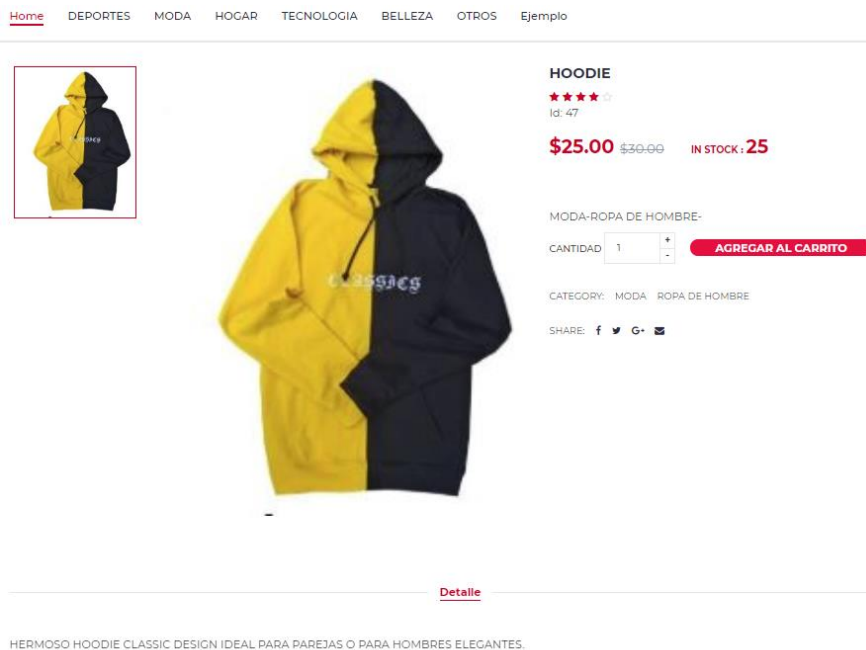 Home DEPORTES MODA HOGAR TECNOLOGIA BELLEZA OTROS Ejemplo
HOODIE
Id: 47
$25.00 $30.00 IN STOCK : 25
MODA-ROPA DE HOMBRE-
CANTIDAD 1 + -
AGREGAR AL CARRITO
CATEGORY: MODA ROPA DE HOMBRE
SHARE:
CLASSICS
Detalle
HERMOSO HOODIE CLASSIC DESIGN IDEAL PARA PAREJAS O PARA HOMBRES ELEGANTES.